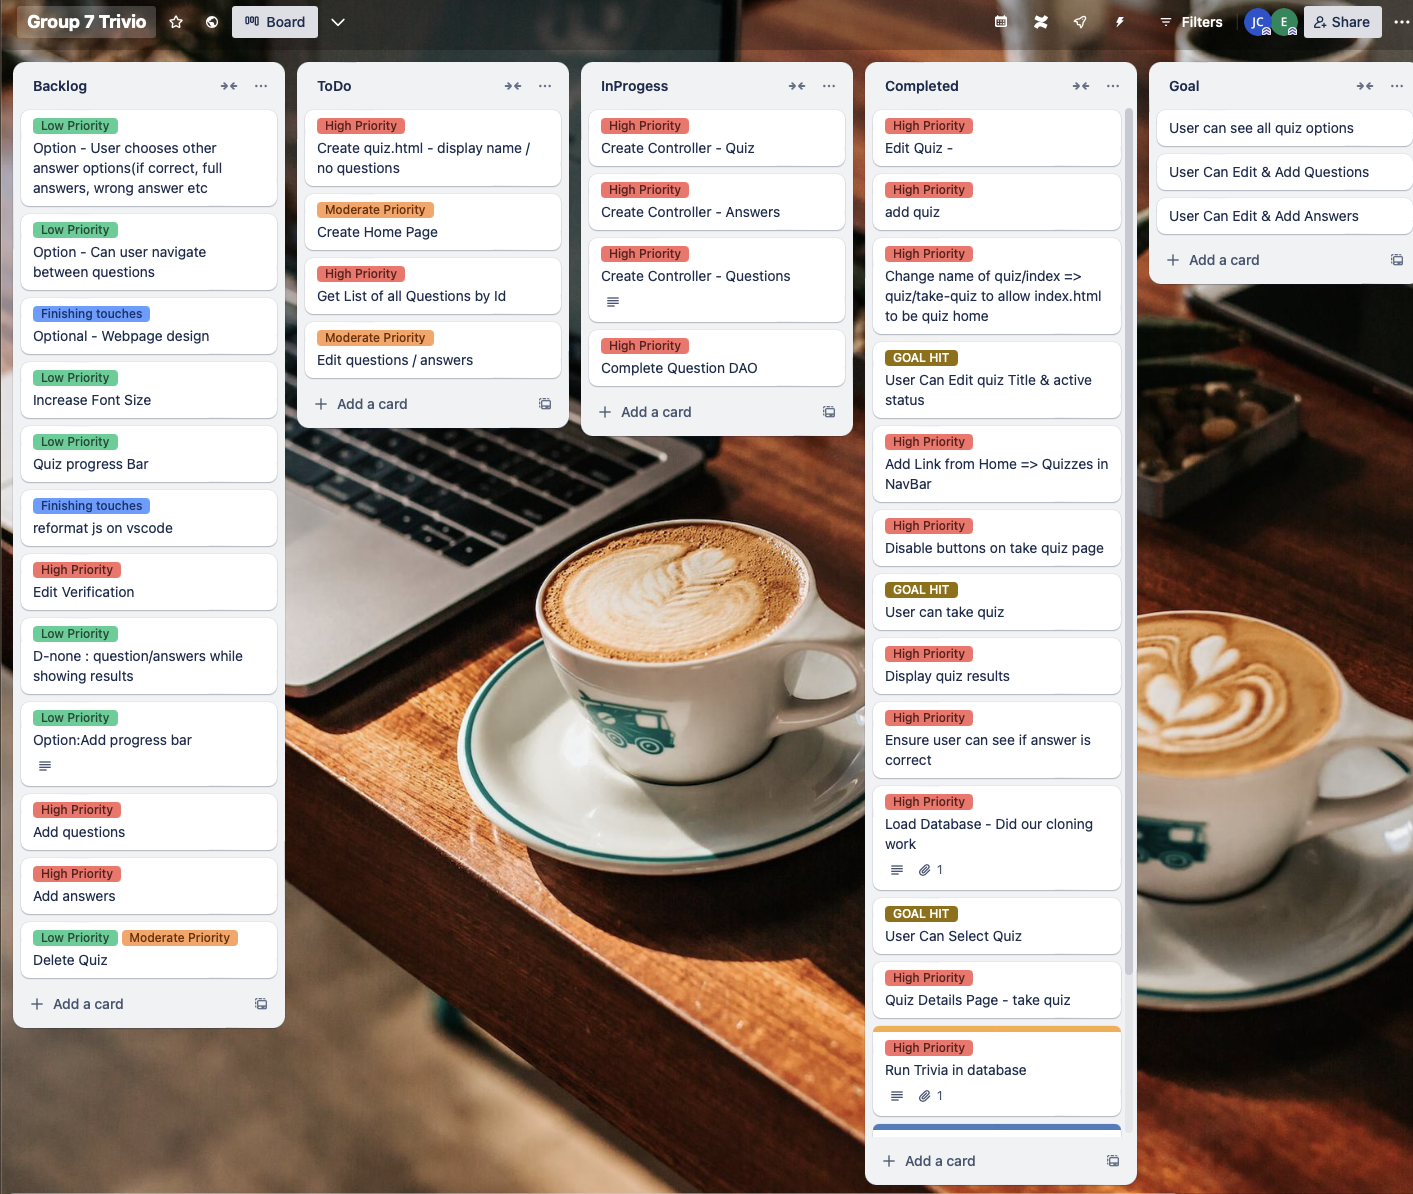 Group 7 Trivio
Board
Filters
JC
E
Share
Backlog
Low Priority
Option - User chooses other
answer options(if correct, full
answers, wrong answer etc
Low Priority
Option - Can user navigate
between questions
Finishing touches
Optional - Webpage design
Low Priority
Increase Font Size
Low Priority
Quiz progress Bar
Finishing touches
reformat js on vscode
High Priority
Edit Verification
Low Priority
D-none : question/answers while
showing results
Low Priority
Option:Add progress bar
High Priority
Add questions
High Priority
Add answers
Low Priority Moderate Priority
Delete Quiz
+ Add a card
ToDo
High Priority
Create quiz.html - display name /
no questions
Moderate Priority
Create Home Page
High Priority
Get List of all Questions by Id
Moderate Priority
Edit questions / answers
+ Add a card
InProgess
High Priority
Create Controller - Quiz
High Priority
Create Controller - Answers
High Priority
Create Controller - Questions
High Priority
Complete Question DAO
+ Add a card
Completed
High Priority
Edit Quiz -
High Priority
add quiz
High Priority
Change name of quiz/index =>
quiz/take-quiz to allow index.html
to be quiz home
GOAL HIT
User Can Edit quiz Title & active
status
High Priority
Add Link from Home => Quizzes in
NavBar
High Priority
Disable buttons on take quiz page
GOAL HIT
User can take quiz
High Priority
Display quiz results
High Priority
Ensure user can see if answer is
correct
High Priority
Load Database - Did our cloning
work
1
GOAL HIT
User Can Select Quiz
High Priority
Quiz Details Page - take quiz
High Priority
Run Trivia in database
1
+ Add a card
Goal
User can see all quiz options
User Can Edit & Add Questions
User Can Edit & Add Answers
+ Add a card